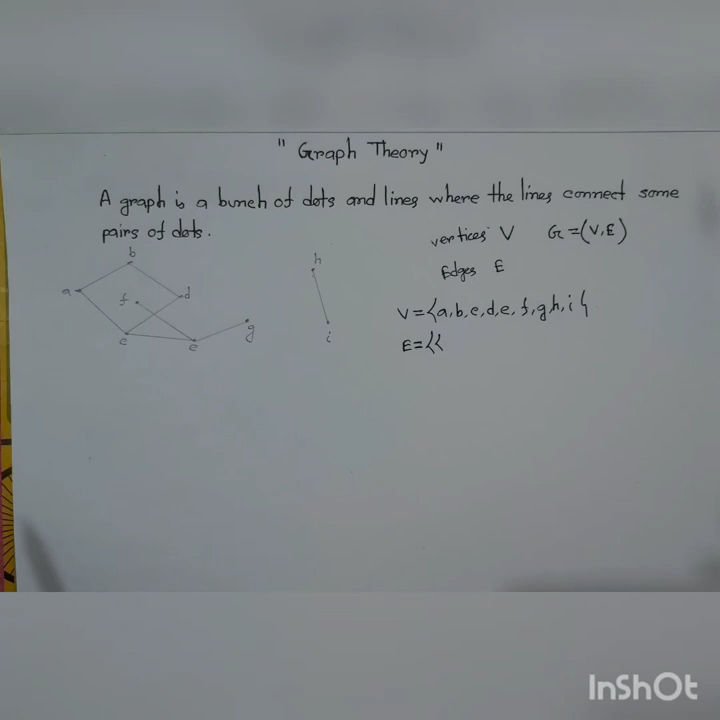 " Graph Theory "
A graph is a bunch of dots and lines where the lines connect some
pairs of dots.
vertices V G=(V,E)
Edges E
V={a,b,c,d,e,f,g,h,i}
E={{
a
b
c
d
e
f
g
h
i
InShOt